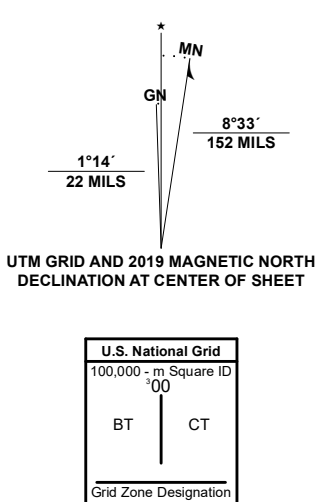 ★
MN
GN
8°33´
152 MILS
1°14´
22 MILS
UTM GRID AND 2019 MAGNETIC NORTH
DECLINATION AT CENTER OF SHEET
U.S. National Grid
100,000 - m Square ID
³00
BT CT
Grid Zone Designation